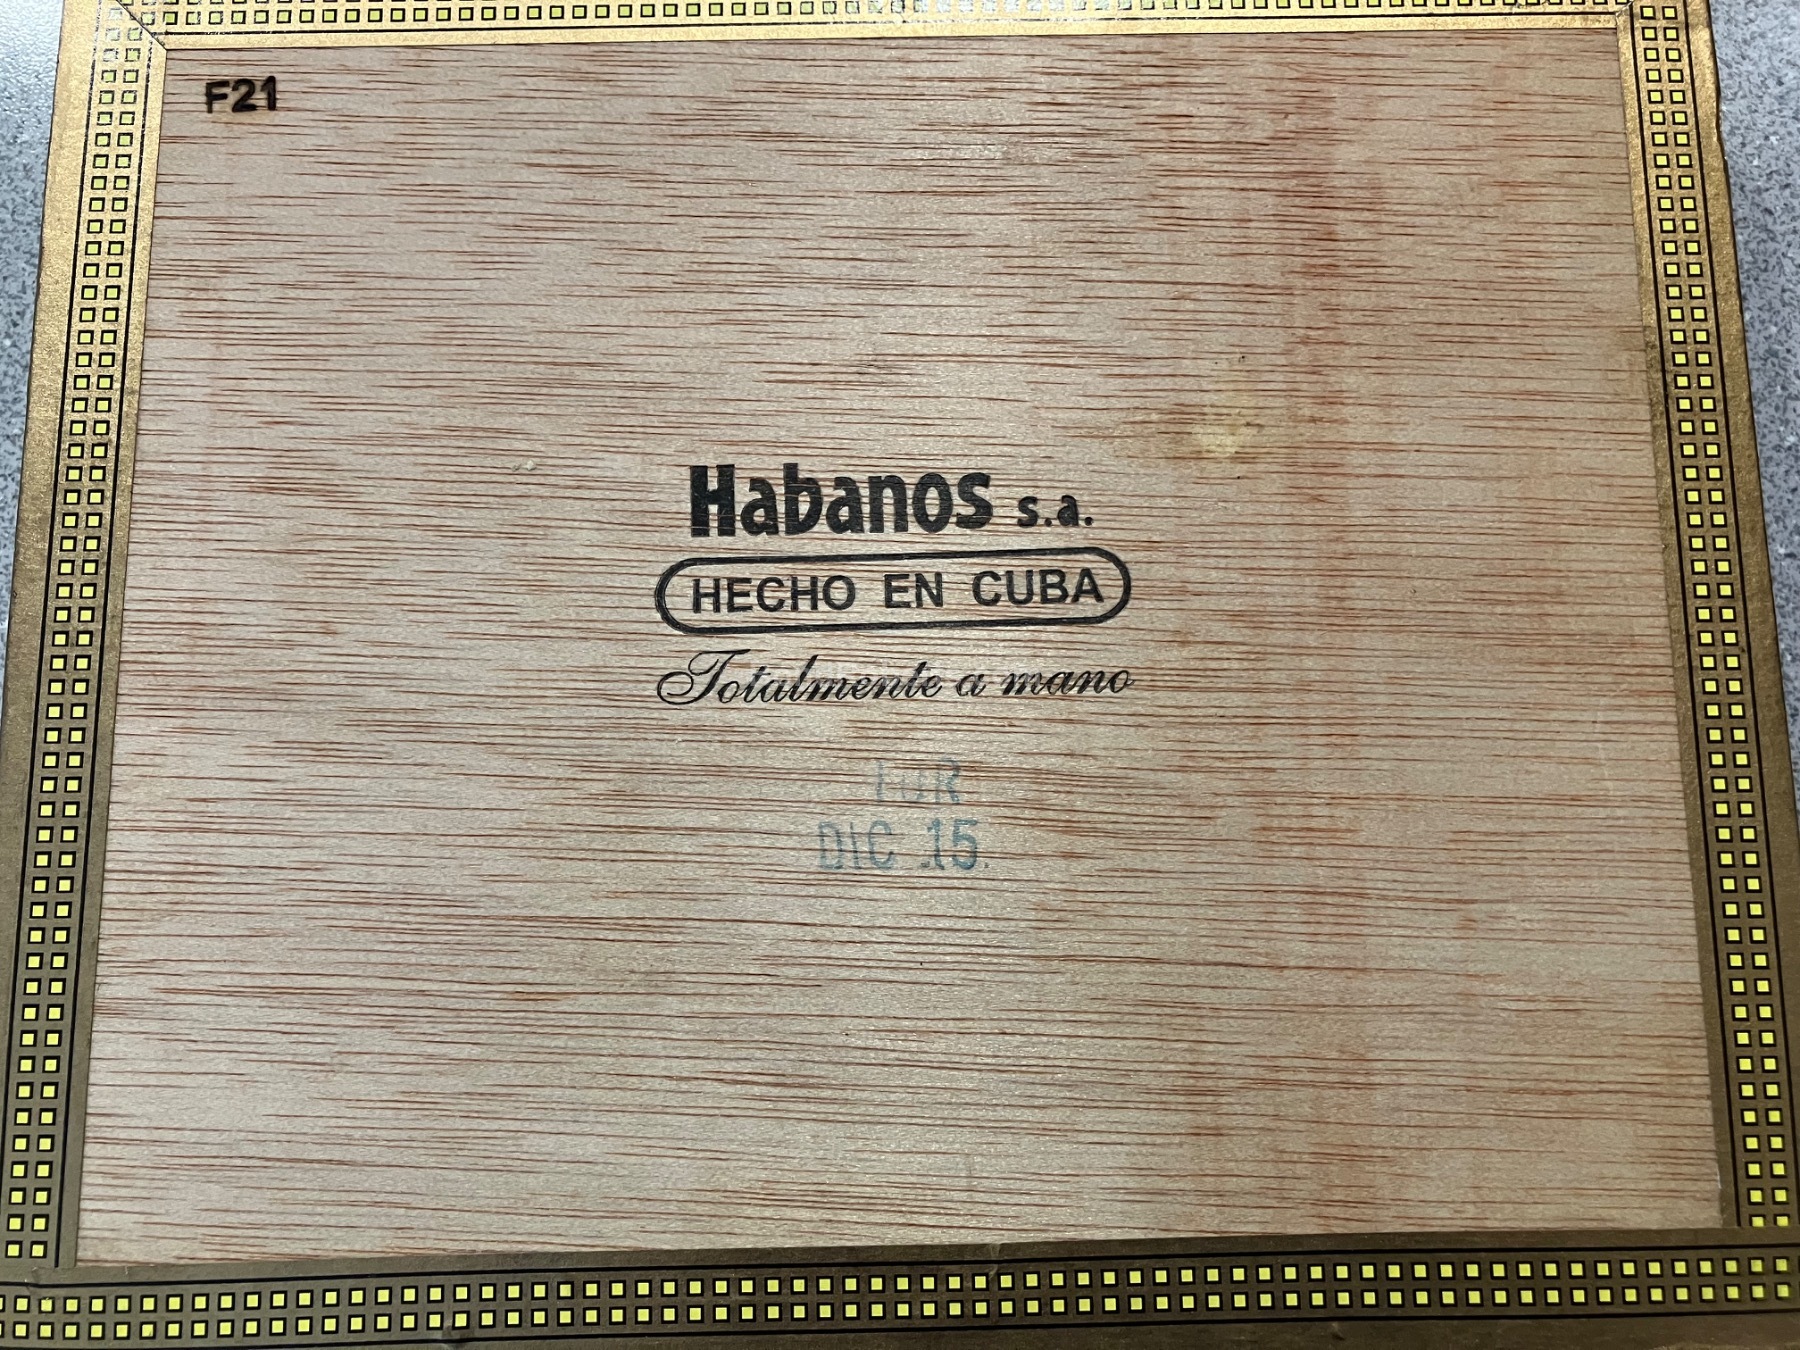 F21
Habanos s.a.
HECHO EN CUBA
Totalmente a mano
DIC 15